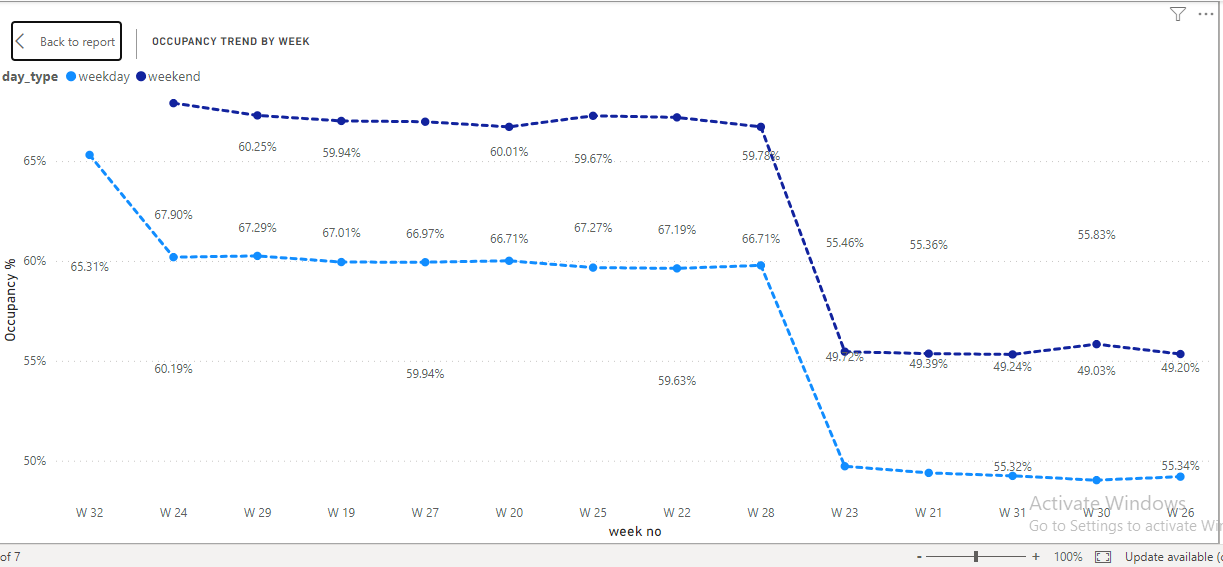 Back to report
OCCUPANCY TREND BY WEEK
day_type weekday weekend
60.25% 59.94% 60.01% 59.67% 59.78%
65%
67.90% 67.29% 67.01% 66.97% 66.71% 67.27% 67.19% 66.71% 55.46% 55.36% 55.83%
60%
65.31%
Occupancy %
55%
60.19% 59.94% 59.63% 49.72% 49.39% 49.24% 49.03% 49.20%
50%
55.32% 55.34%
W 32 W 24 W 29 W 19 W 27 W 20 W 25 W 22 W 28 W 23 W 21 W 31 W 30 W 26
week no
Activate Windows
Go to Settings to activate Wi
of 7
- + 100% Update available (